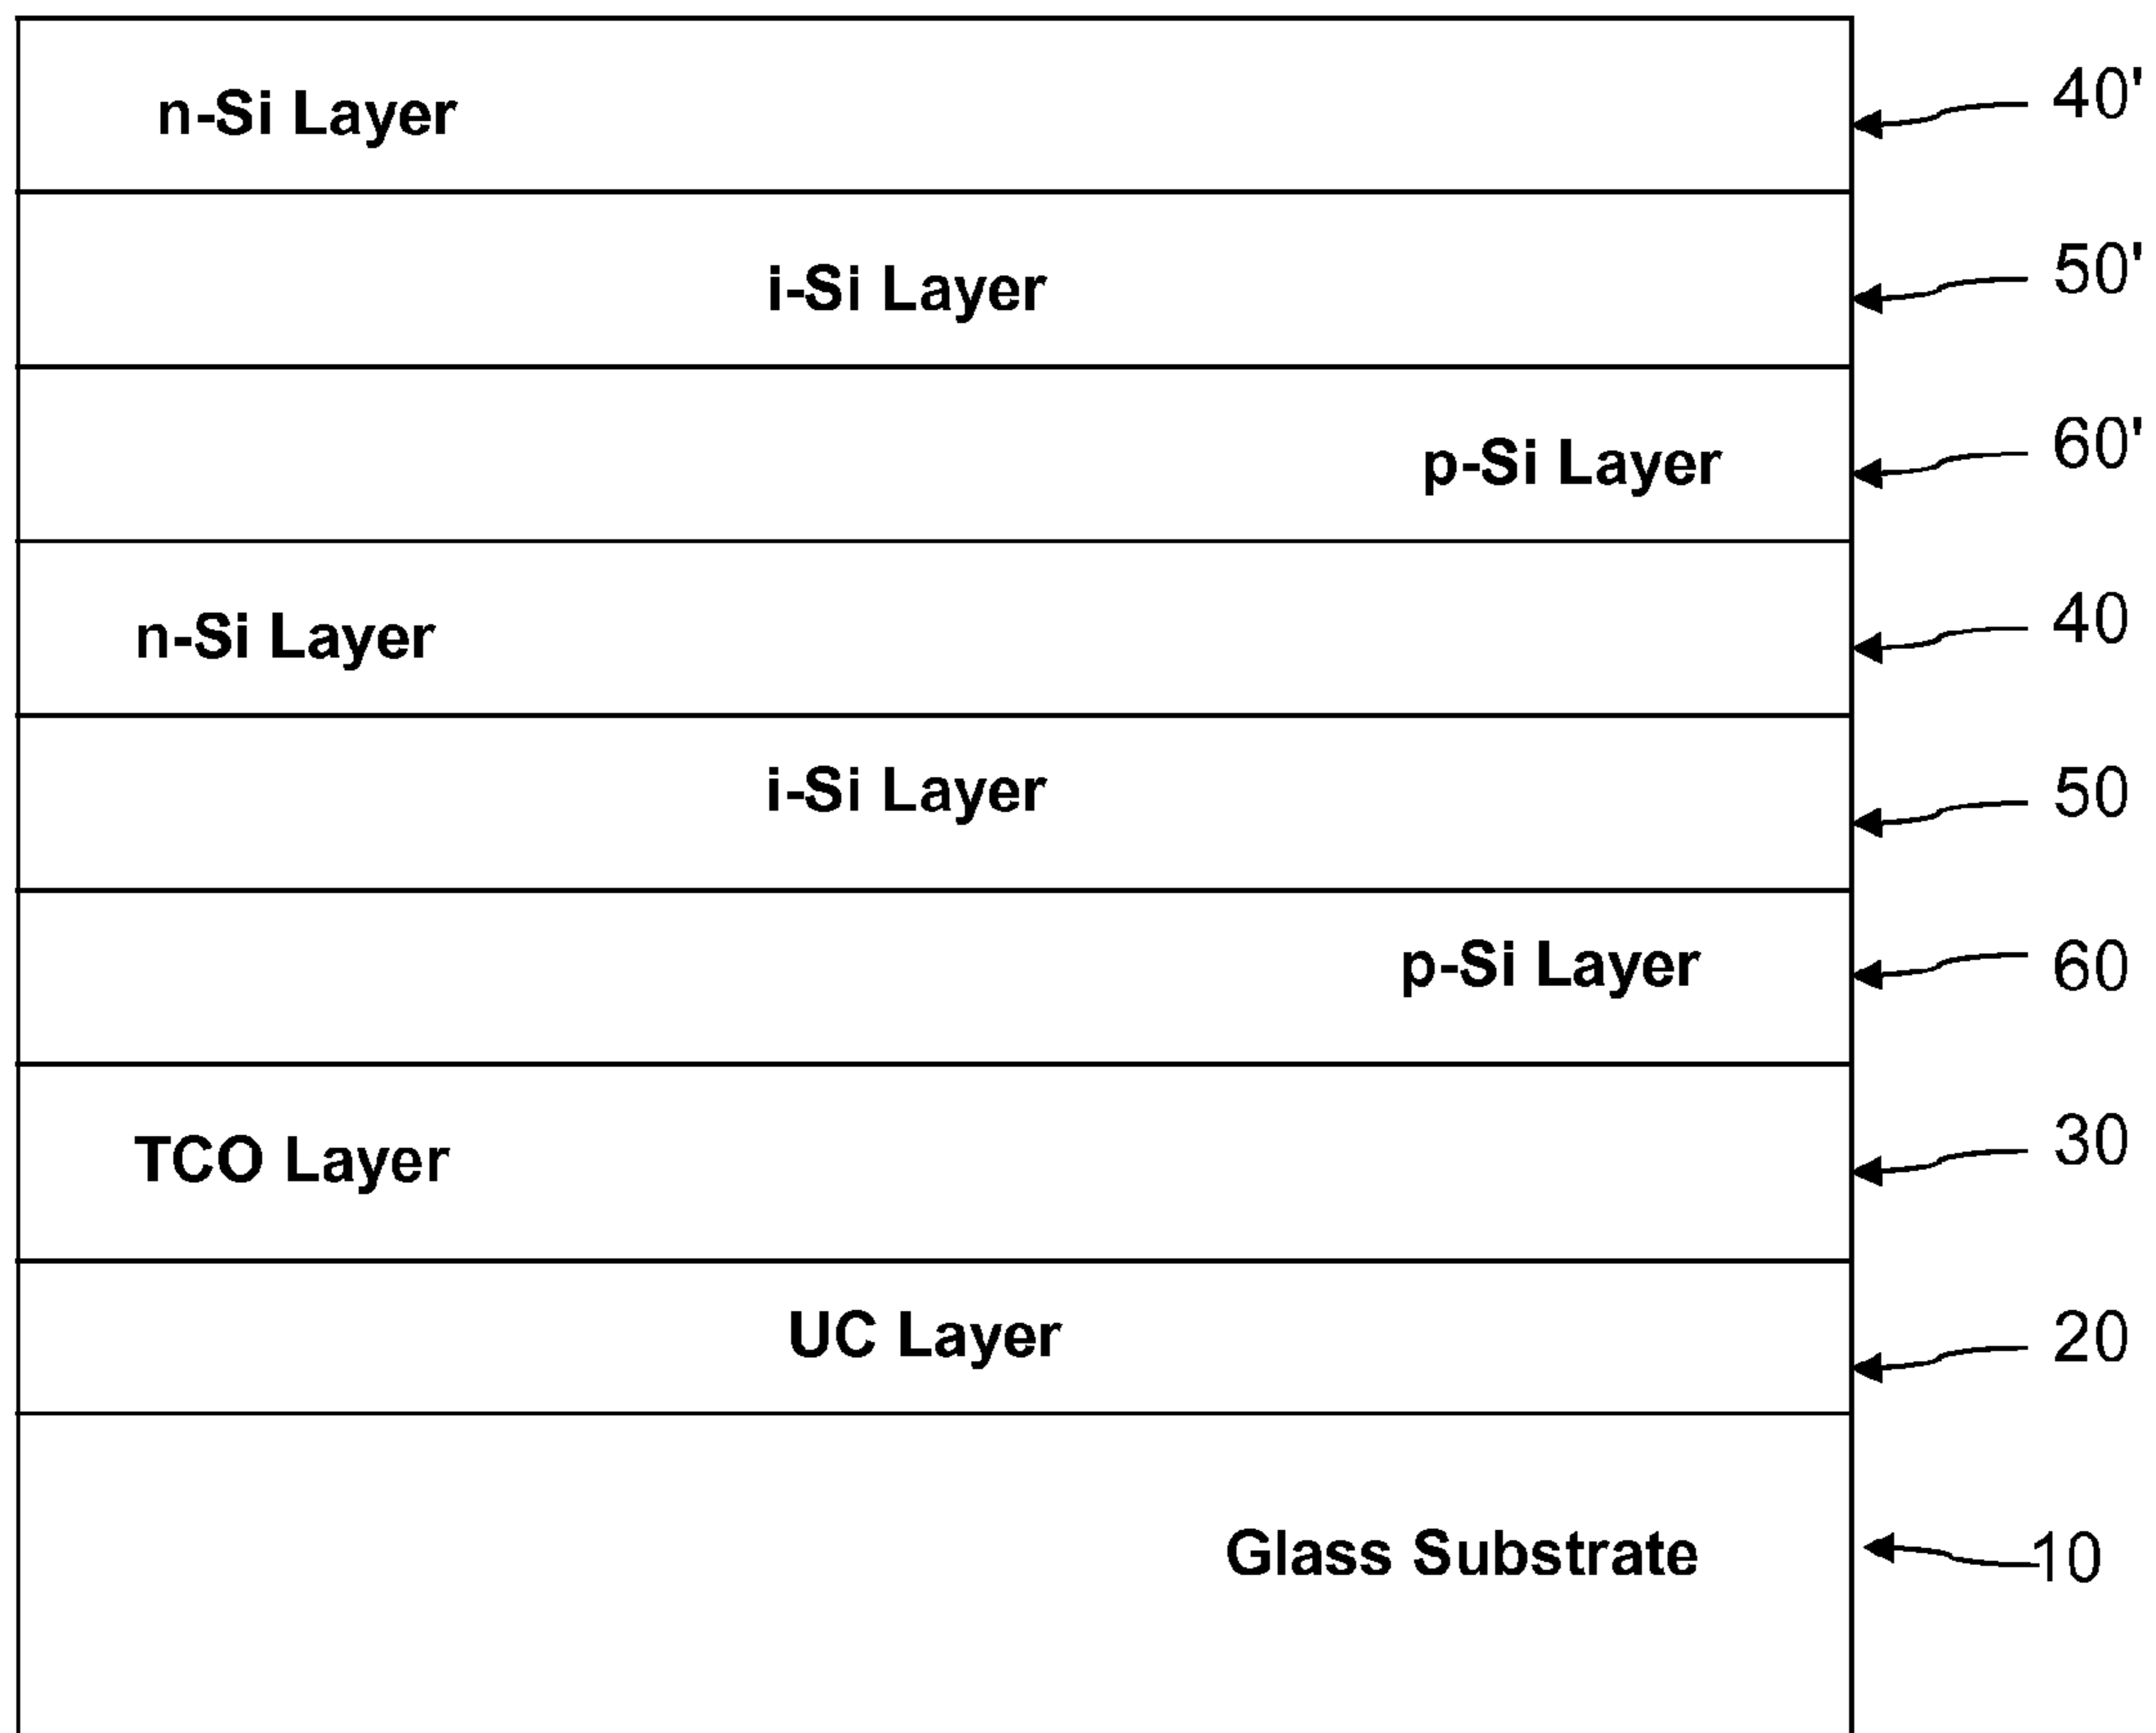 n-Si Layer 40'
i-Si Layer 50'
p-Si Layer 60'
n-Si Layer 40
i-Si Layer 50
p-Si Layer 60
TCO Layer 30
UC Layer 20
Glass Substrate 10